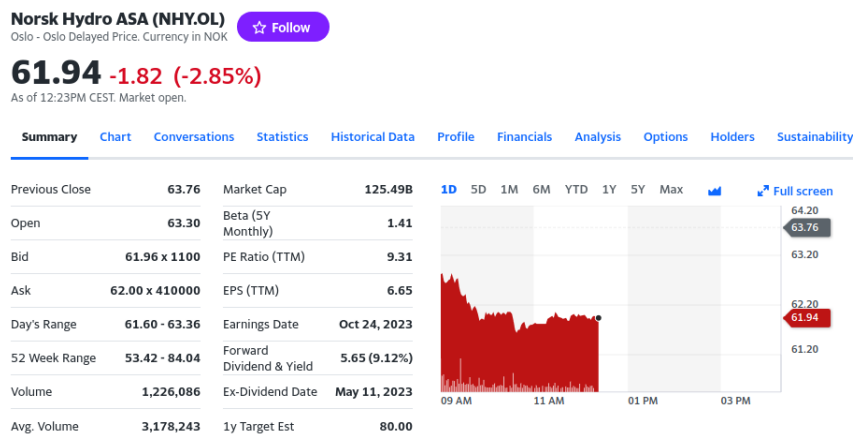 Norsk Hydro ASA (NHY.OL)
Follow
Oslo - Oslo Delayed Price. Currency in NOK
61.94 -1.82 (-2.85%)
As of 12:23PM CEST. Market open.
Summary Chart Conversations Statistics Historical Data Profile Financials Analysis Options Holders Sustainability
Previous Close 63.76
Open 63.30
Bid 61.96 x 1100
Ask 62.00 x 410000
Day's Range 61.60 - 63.36
52 Week Range 53.42 - 84.04
Volume 1,226,086
Avg. Volume 3,178,243
Market Cap 125.49B
Beta (5Y
Monthly) 1.41
PE Ratio (TTM) 9.31
EPS (TTM) 6.65
Earnings Date Oct 24, 2023
Forward
Dividend & Yield 5.65 (9.12%)
Ex-Dividend Date May 11, 2023
1y Target Est 80.00
1D 5D 1M 6M YTD 1Y 5Y Max Full screen
64.20
63.76
63.20
62.20
61.94
61.20
09 AM 11 AM 01 PM 03 PM